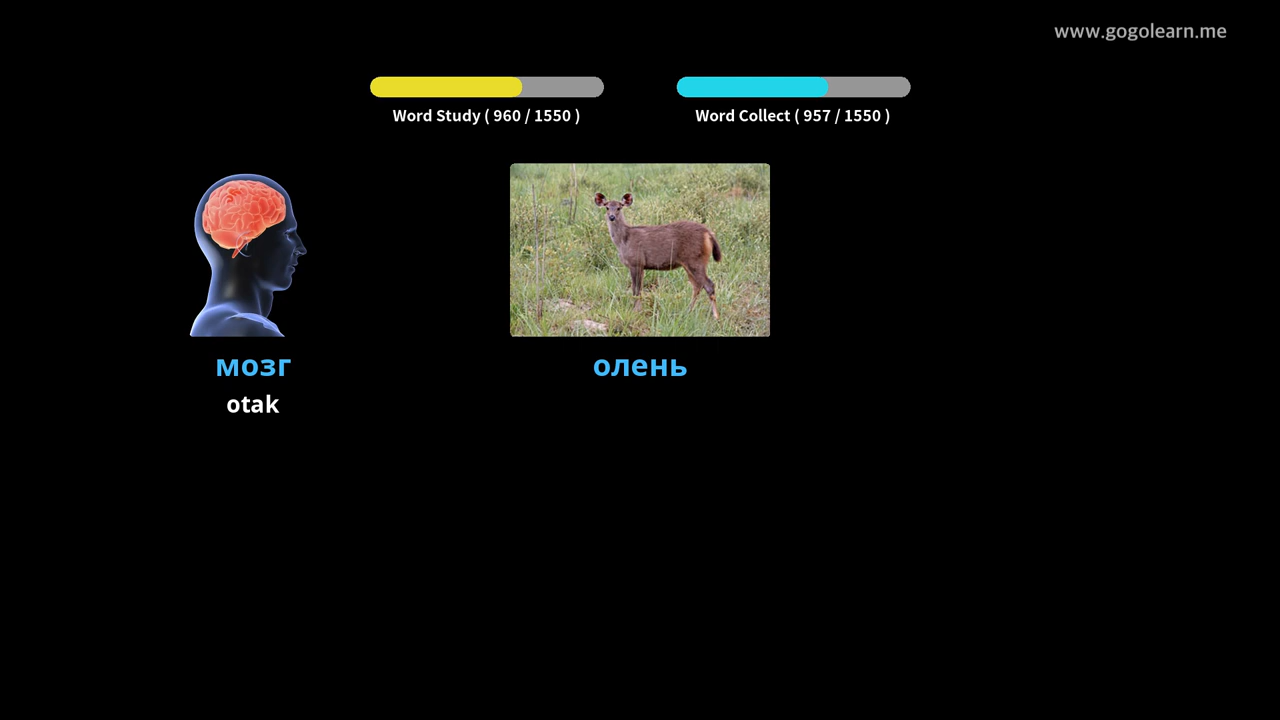 www.gogolearn.me
Word Study ( 960 / 1550 )
Word Collect ( 957 / 1550 )
мозг
олень
otak